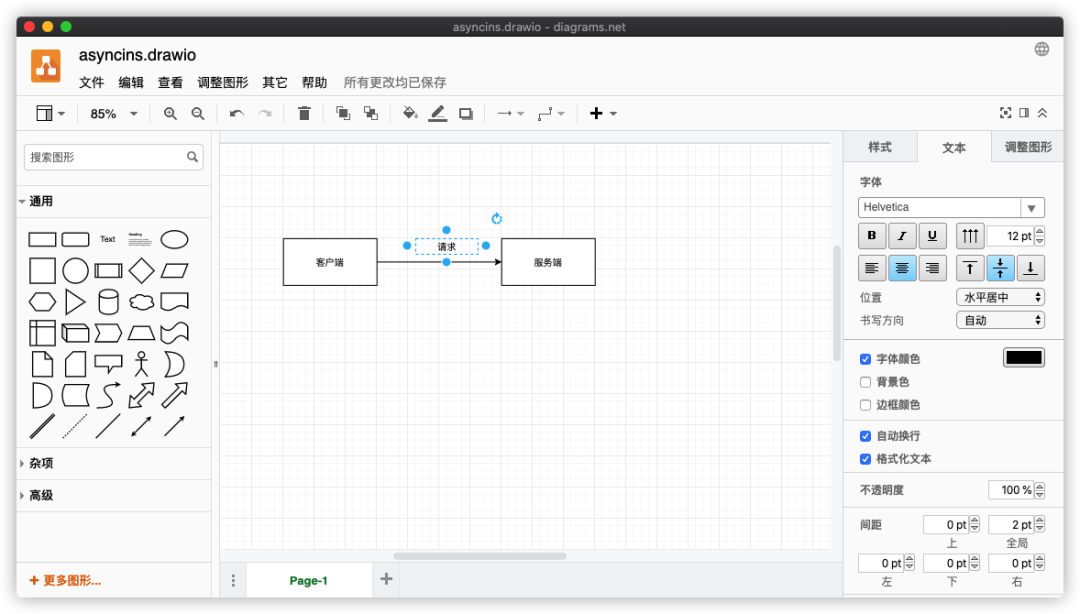 asyncins.drawio - diagrams.net
asyncins.drawio
文件 编辑 查看 调整图形 其它 帮助 所有更改均已保存
85%
搜索图形
通用
Text
Heading
杂项
高级
+ 更多图形...
请求
客户端
服务端
Page-1
样式 文本 调整图形
字体
Helvetica
B I U 12 pt
位置 水平居中
书写方向 自动
字体颜色
背景色
边框颜色
自动换行
格式化文本
不透明度 100 %
间距 0 pt 2 pt
上 全局
0 pt 0 pt 0 pt
左 下 右